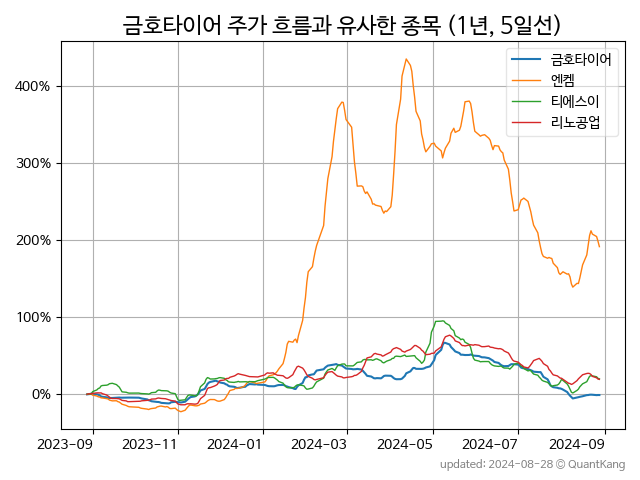 금호타이어 주가 흐름과 유사한 종목 (1년, 5일선)
금호타이어
엔켐
티에스이
리노공업
400%
300%
200%
100%
0%
2023-09 2023-11 2024-01 2024-03 2024-05 2024-07 2024-09
updated: 2024-08-28 © QuantKang